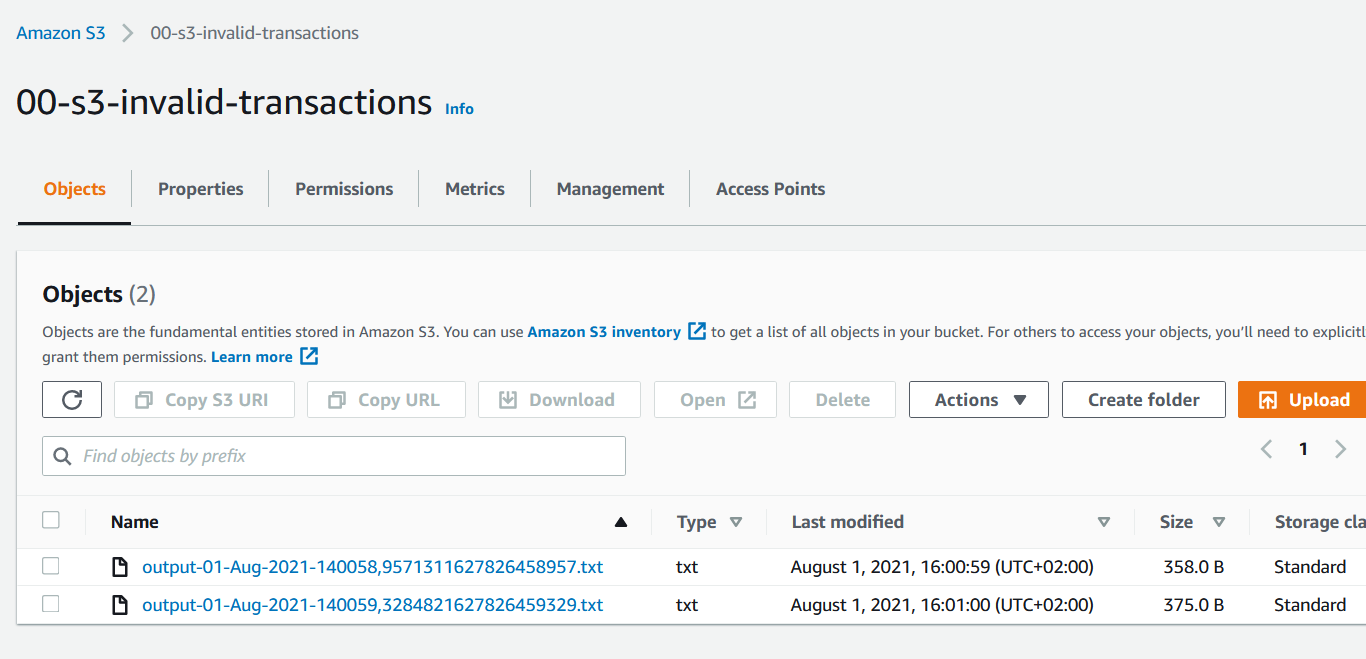 Amazon S3 > 00-s3-invalid-transactions
00-s3-invalid-transactions Info
Objects Properties Permissions Metrics Management Access Points
Objects (2)
Objects are the fundamental entities stored in Amazon S3. You can use Amazon S3 inventory to get a list of all objects in your bucket. For others to access your objects, you'll need to explicitl
grant them permissions. Learn more
Copy S3 URI Copy URL Download Open Delete Actions Create folder Upload
Find objects by prefix 1
Name Type Last modified Size Storage cla
output-01-Aug-2021-140058,9571311627826458957.txt txt August 1, 2021, 16:00:59 (UTC+02:00) 358.0 B Standard
output-01-Aug-2021-140059,3284821627826459329.txt txt August 1, 2021, 16:01:00 (UTC+02:00) 375.0 B Standard